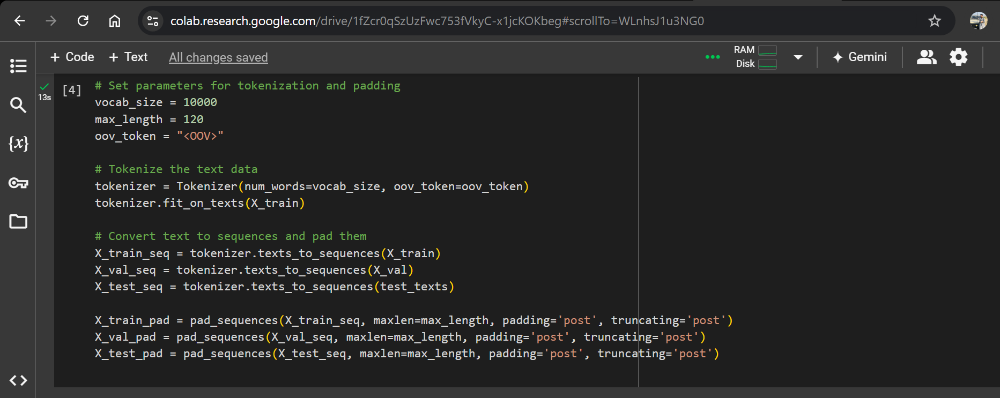 colab.research.google.com/drive/1fZcr0qSzUzFwc753fVkyC-x1jcKOKbeg#scrollTo=WLnhsJ1u3NG0
+ Code + Text All changes saved
RAM
Disk
Gemini
13s
[4]
# Set parameters for tokenization and padding
vocab_size = 10000
max_length = 120
oov_token = "<OOV>"
# Tokenize the text data
tokenizer = Tokenizer(num_words=vocab_size, oov_token=oov_token)
tokenizer.fit_on_texts(X_train)
# Convert text to sequences and pad them
X_train_seq = tokenizer.texts_to_sequences(X_train)
X_val_seq = tokenizer.texts_to_sequences(X_val)
X_test_seq = tokenizer.texts_to_sequences(test_texts)
X_train_pad = pad_sequences(X_train_seq, maxlen=max_length, padding='post', truncating='post')
X_val_pad = pad_sequences(X_val_seq, maxlen=max_length, padding='post', truncating='post')
X_test_pad = pad_sequences(X_test_seq, maxlen=max_length, padding='post', truncating='post')
{x}